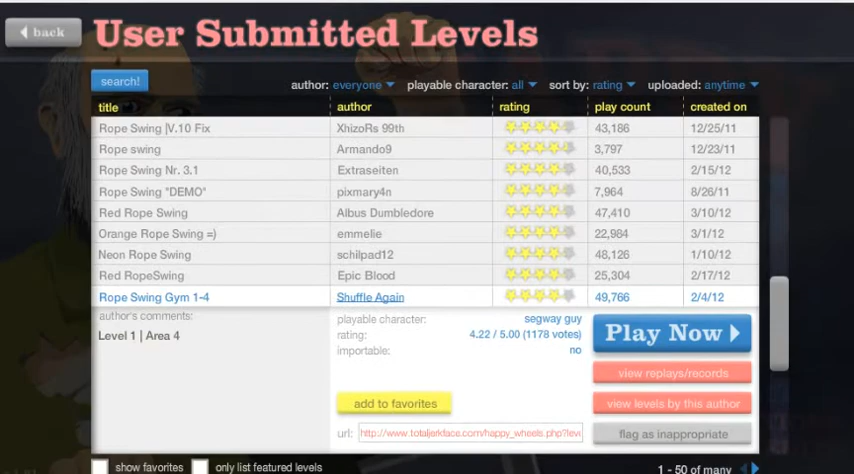 back
User Submitted Levels
search!
author: everyone playable character: all sort by: rating uploaded: anytime
title author rating play count created on
Rope Swing |V.10 Fix XhizoRs 99th 43,186 12/25/11
Rope swing Armando9 3,797 12/23/11
Rope Swing Nr. 3.1 Extraseiten 40,533 2/15/12
Rope Swing "DEMO" pixmary4n 7,964 8/26/11
Red Rope Swing Albus Dumbledore 47,410 3/10/12
Orange Rope Swing =) emmelie 22,984 3/1/12
Neon Rope Swing schilpad12 48,126 1/10/12
Red RopeSwing Epic Blood 25,304 2/17/12
Rope Swing Gym 1-4 Shuffle Again 49,766 2/4/12
author's comments:
Level 1 | Area 4
playable character: segway guy
rating: 4.22 / 5.00 (1178 votes)
importable: no
Play Now
view replays/records
add to favorites
view levels by this author
url: http://www.totaljerkface.com/happy_wheels.php?leve
flag as inappropriate
show favorites only list featured levels 1 - 50 of many